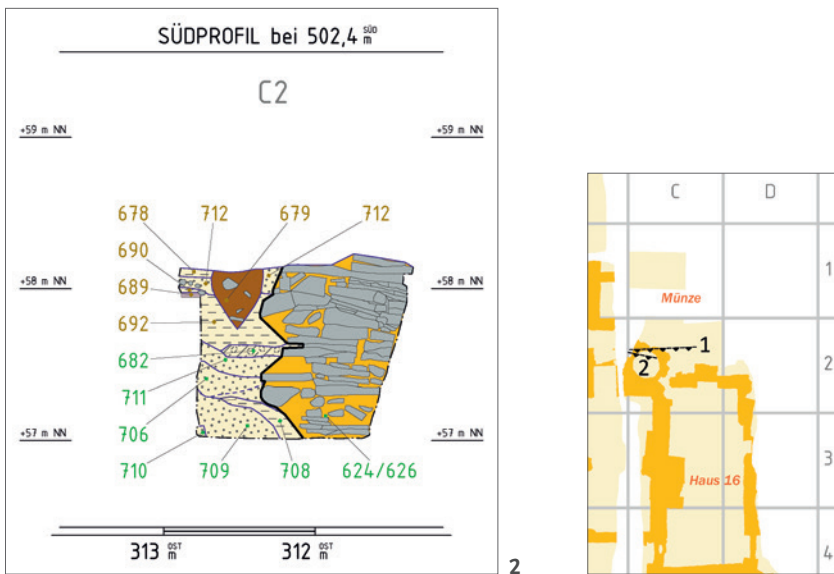 SÜDPROFIL bei 502,4 SÜD m
C2
+59 m NN +59 m NN
678 712 679 712
690
+58 m NN +58 m NN
689
692
682
711
706
+57 m NN +57 m NN
710 709 708 624/626
313 OST m 312 OST m
2
C D
1
Münze
1
2
2
3
Haus 16
4